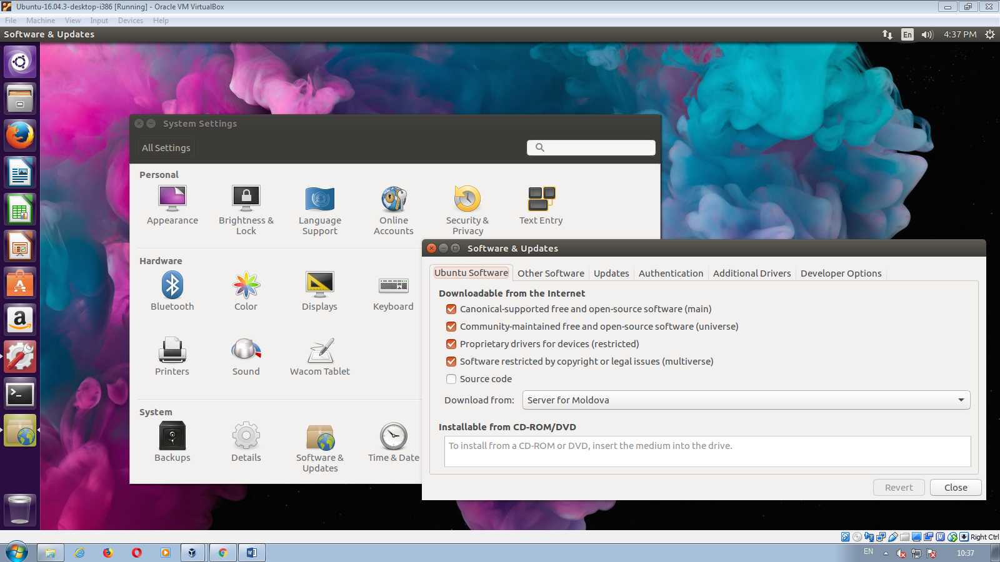 Ubuntu-16.04.3-desktop-i386 [Running] - Oracle VM VirtualBox
File Machine View Input Devices Help
Software & Updates
En
4:37 PM
System Settings
All Settings
Personal
Appearance
Brightness &
Lock
Language
Support
Online
Accounts
Security &
Privacy
Text Entry
Hardware
Bluetooth
Color
Displays
Keyboard
Printers
Sound
Wacom Tablet
System
Backups
Details
Software &
Updates
Time & Date
Software & Updates
Ubuntu Software
Other Software
Updates
Authentication
Additional Drivers
Developer Options
Downloadable from the Internet
Canonical-supported free and open-source software (main)
Community-maintained free and open-source software (universe)
Proprietary drivers for devices (restricted)
Software restricted by copyright or legal issues (multiverse)
Source code
Download from: Server for Moldova
Installable from CD-ROM/DVD
To install from a CD-ROM or DVD, insert the medium into the drive.
Revert
Close
Right Ctrl
EN
10:37